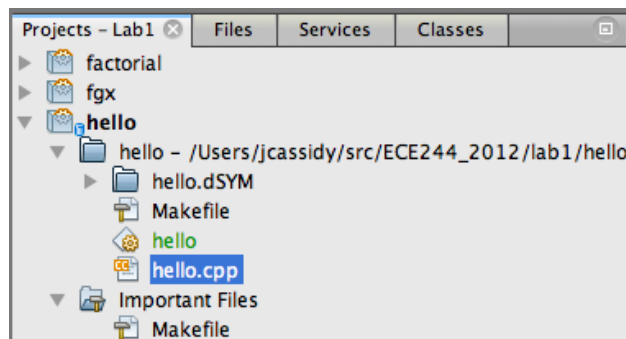 Projects – Lab1 Files Services Classes
factorial
fgx
hello
hello – /Users/jcassidy/src/ECE244_2012/lab1/hello
hello.dSYM
Makefile
hello
hello.cpp
Important Files
Makefile